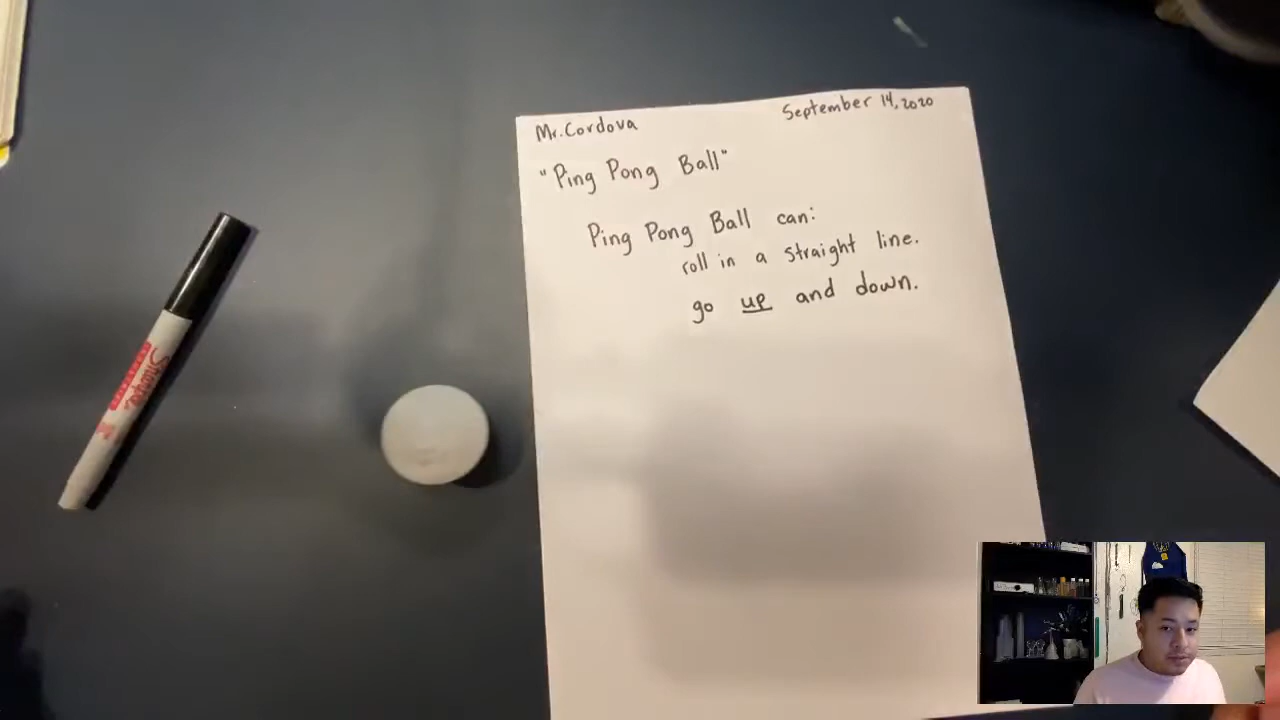 Mr. Cordova
September 14, 2020
"Ping Pong Ball"
Ping Pong Ball can:
roll in a straight line.
go up and down.
Sharpie